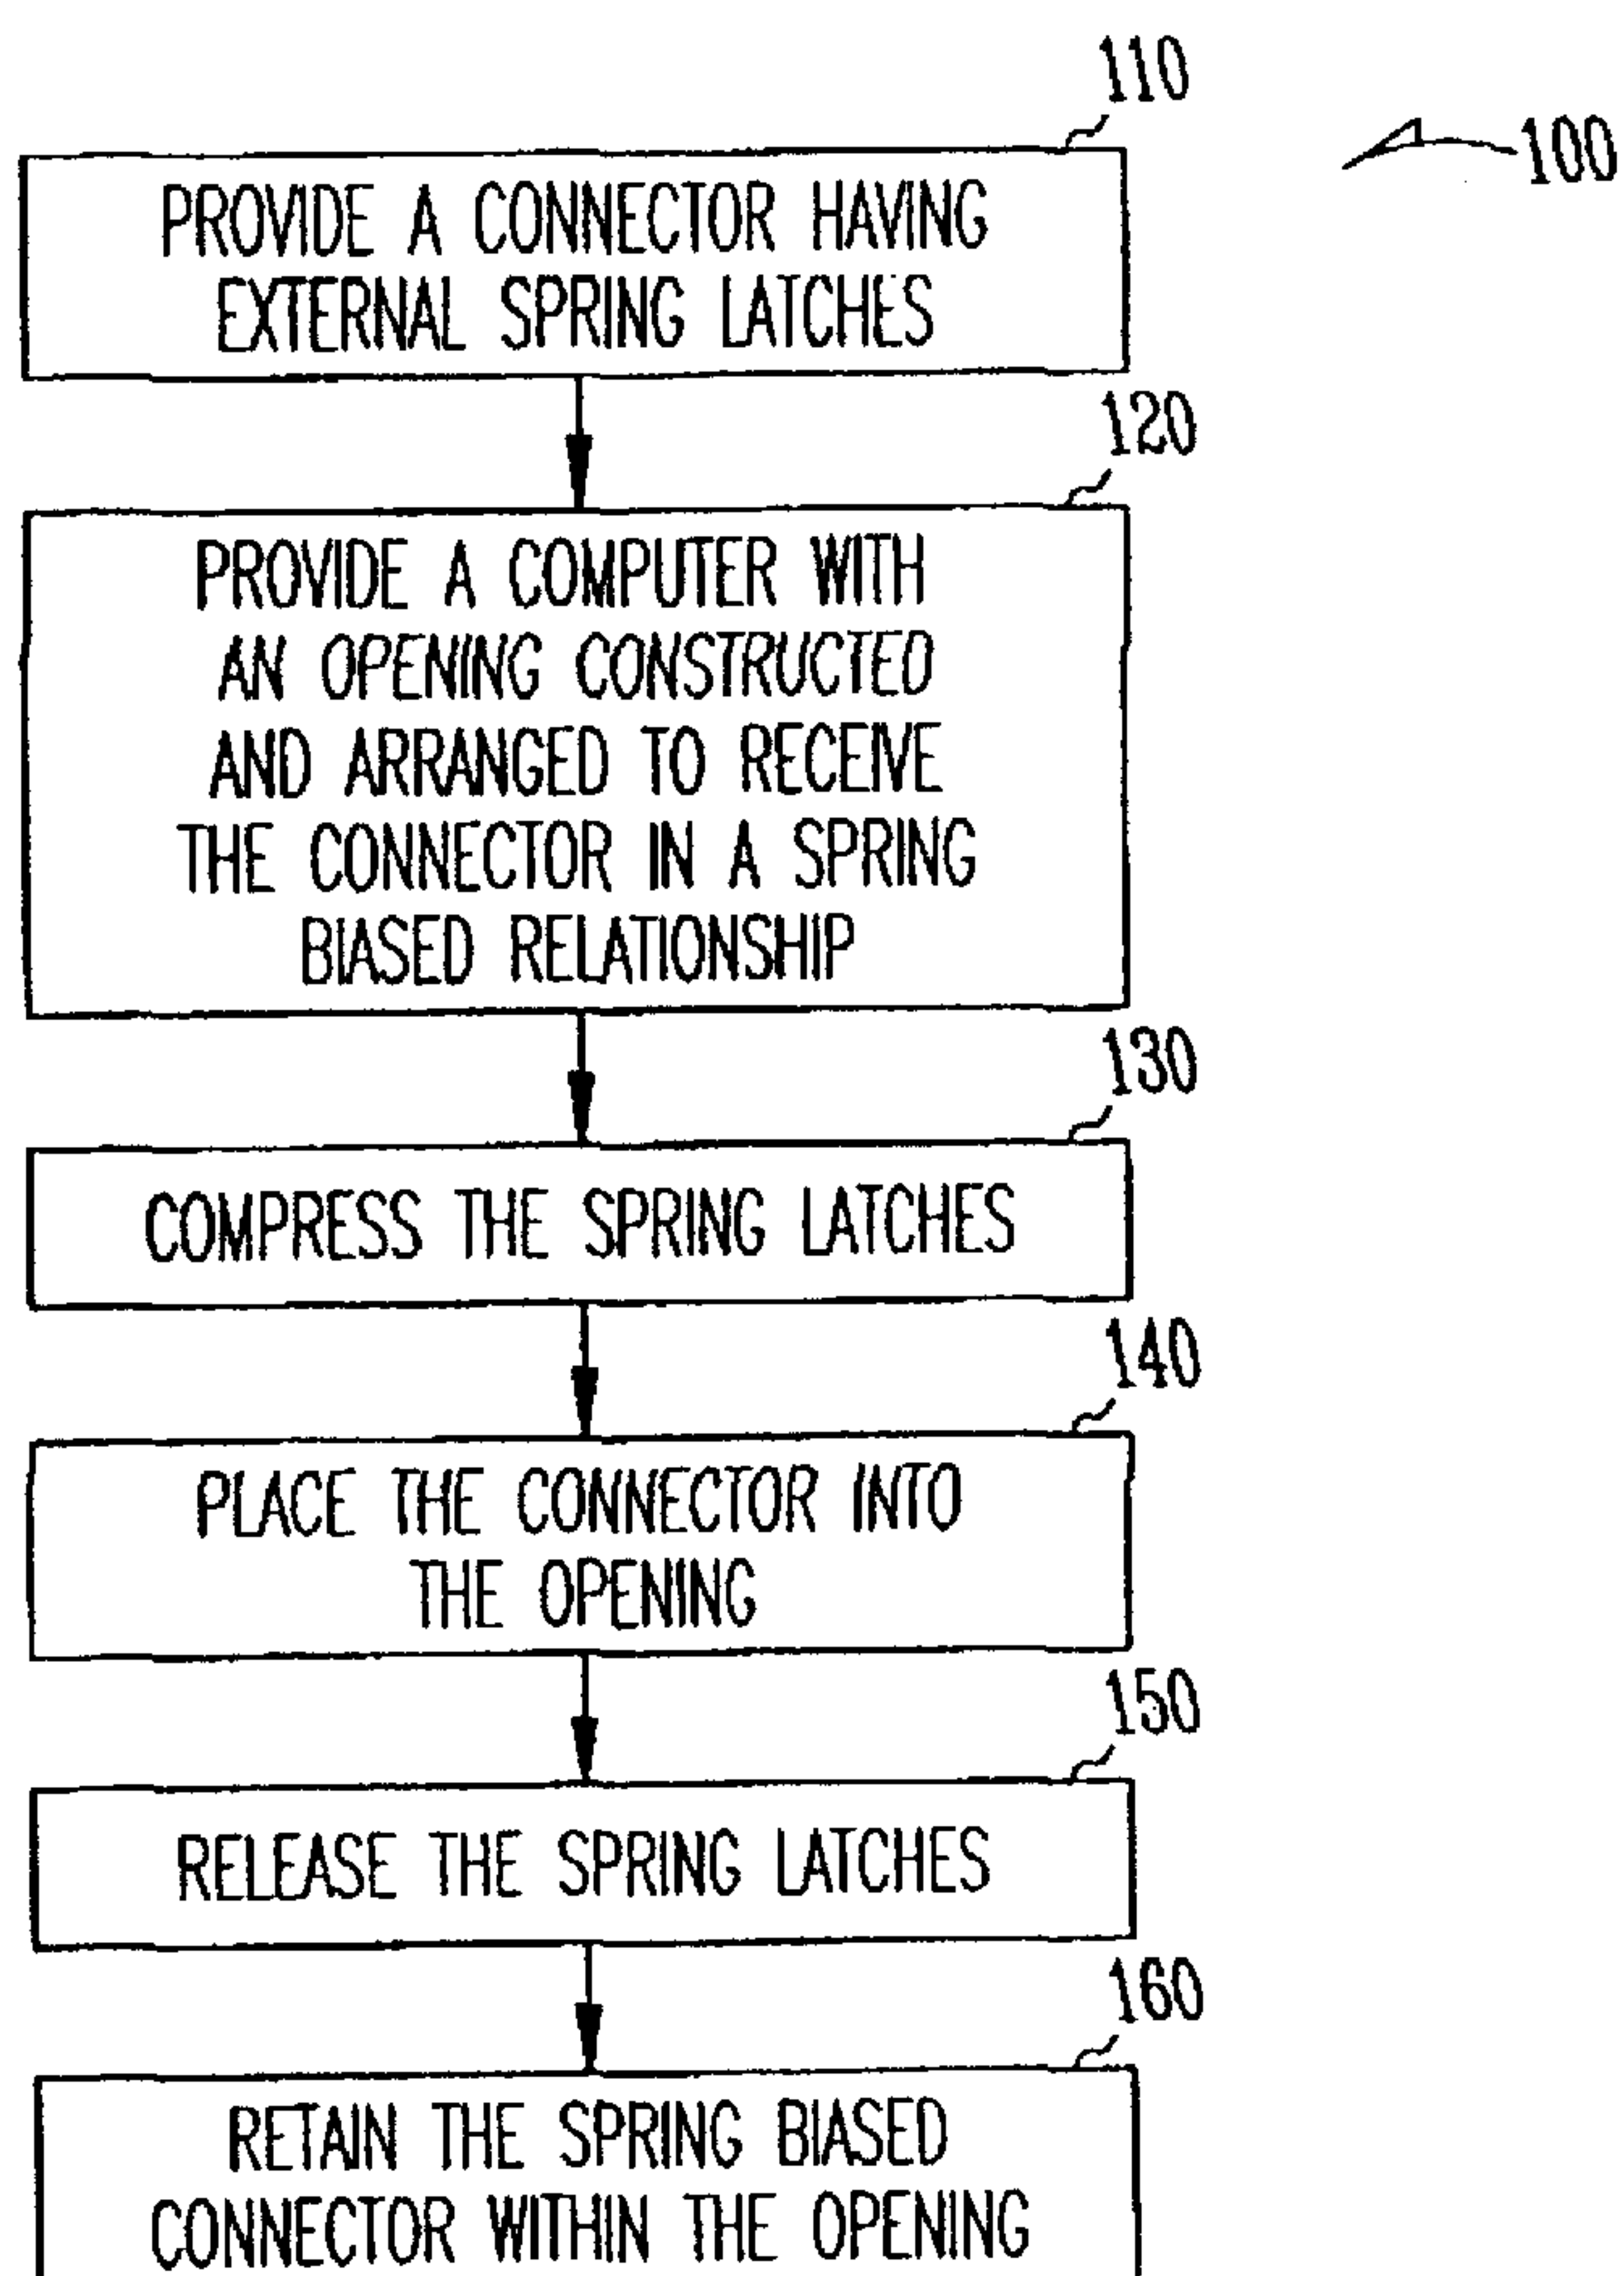 110
100
PROVIDE A CONNECTOR HAVING
EXTERNAL SPRING LATCHES
120
PROVIDE A COMPUTER WITH
AN OPENING CONSTRUCTED
AND ARRANGED TO RECEIVE
THE CONNECTOR IN A SPRING
BIASED RELATIONSHIP
130
COMPRESS THE SPRING LATCHES
140
PLACE THE CONNECTOR INTO
THE OPENING
150
RELEASE THE SPRING LATCHES
160
RETAIN THE SPRING BIASED
CONNECTOR WITHIN THE OPENING